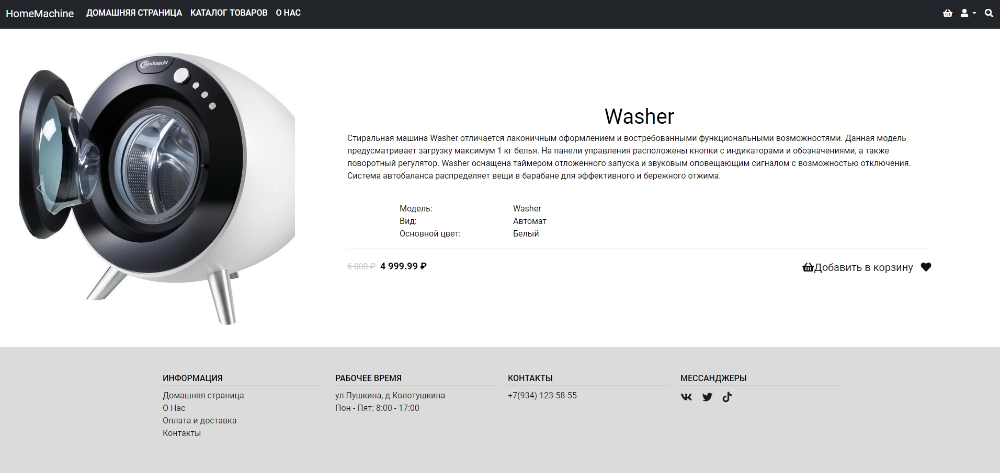 HomeMachine ДОМАШНЯЯ СТРАНИЦА КАТАЛОГ ТОВАРОВ О НАС
Bauknecht
Washer
Стиральная машина Washer отличается лаконичным оформлением и востребованными функциональными возможностями. Данная модель
предусматривает загрузку максимум 1 кг белья. На панели управления расположены кнопки с индикаторами и обозначениями, а также
поворотный регулятор. Washer оснащена таймером отложенного запуска и звуковым оповещающим сигналом с возможностью отключения.
Система автобаланса распределяет вещи в барабане для эффективного и бережного отжима.
Модель: Washer
Вид: Автомат
Основной цвет: Белый
6 000 ₽ 4 999.99 ₽ Добавить в корзину
ИНФОРМАЦИЯ
Домашняя страница
О Нас
Оплата и доставка
Контакты
РАБОЧЕЕ ВРЕМЯ
ул Пушкина, д Колотушкина
Пон - Пят: 8:00 - 17:00
КОНТАКТЫ
+7(934) 123-58-55
МЕССАНДЖЕРЫ